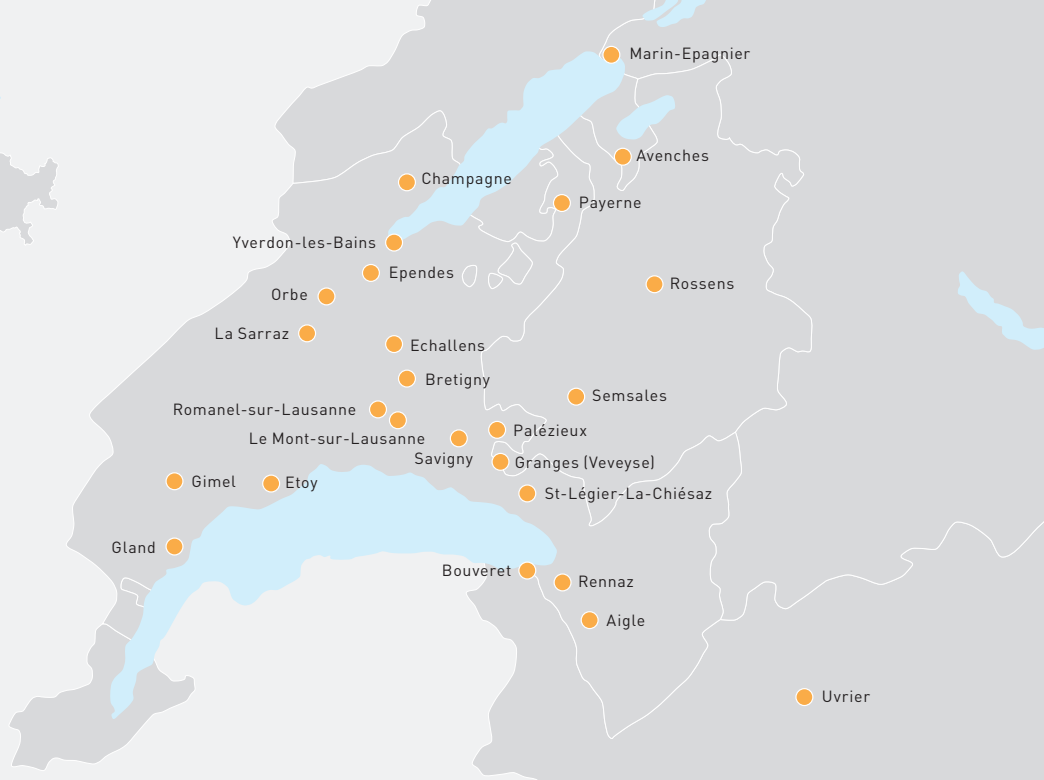 Marin-Epagnier
Avenches
Champagne
Payerne
Yverdon-les-Bains
Ependes
Rossens
Orbe
La Sarraz
Echallens
Bretigny
Semsales
Romanel-sur-Lausanne
Palézieux
Le Mont-sur-Lausanne
Savigny
Granges (Veveyse)
Gimel
Etoy
St-Légier-La-Chiésaz
Gland
Bouveret
Rennaz
Aigle
Uvrier